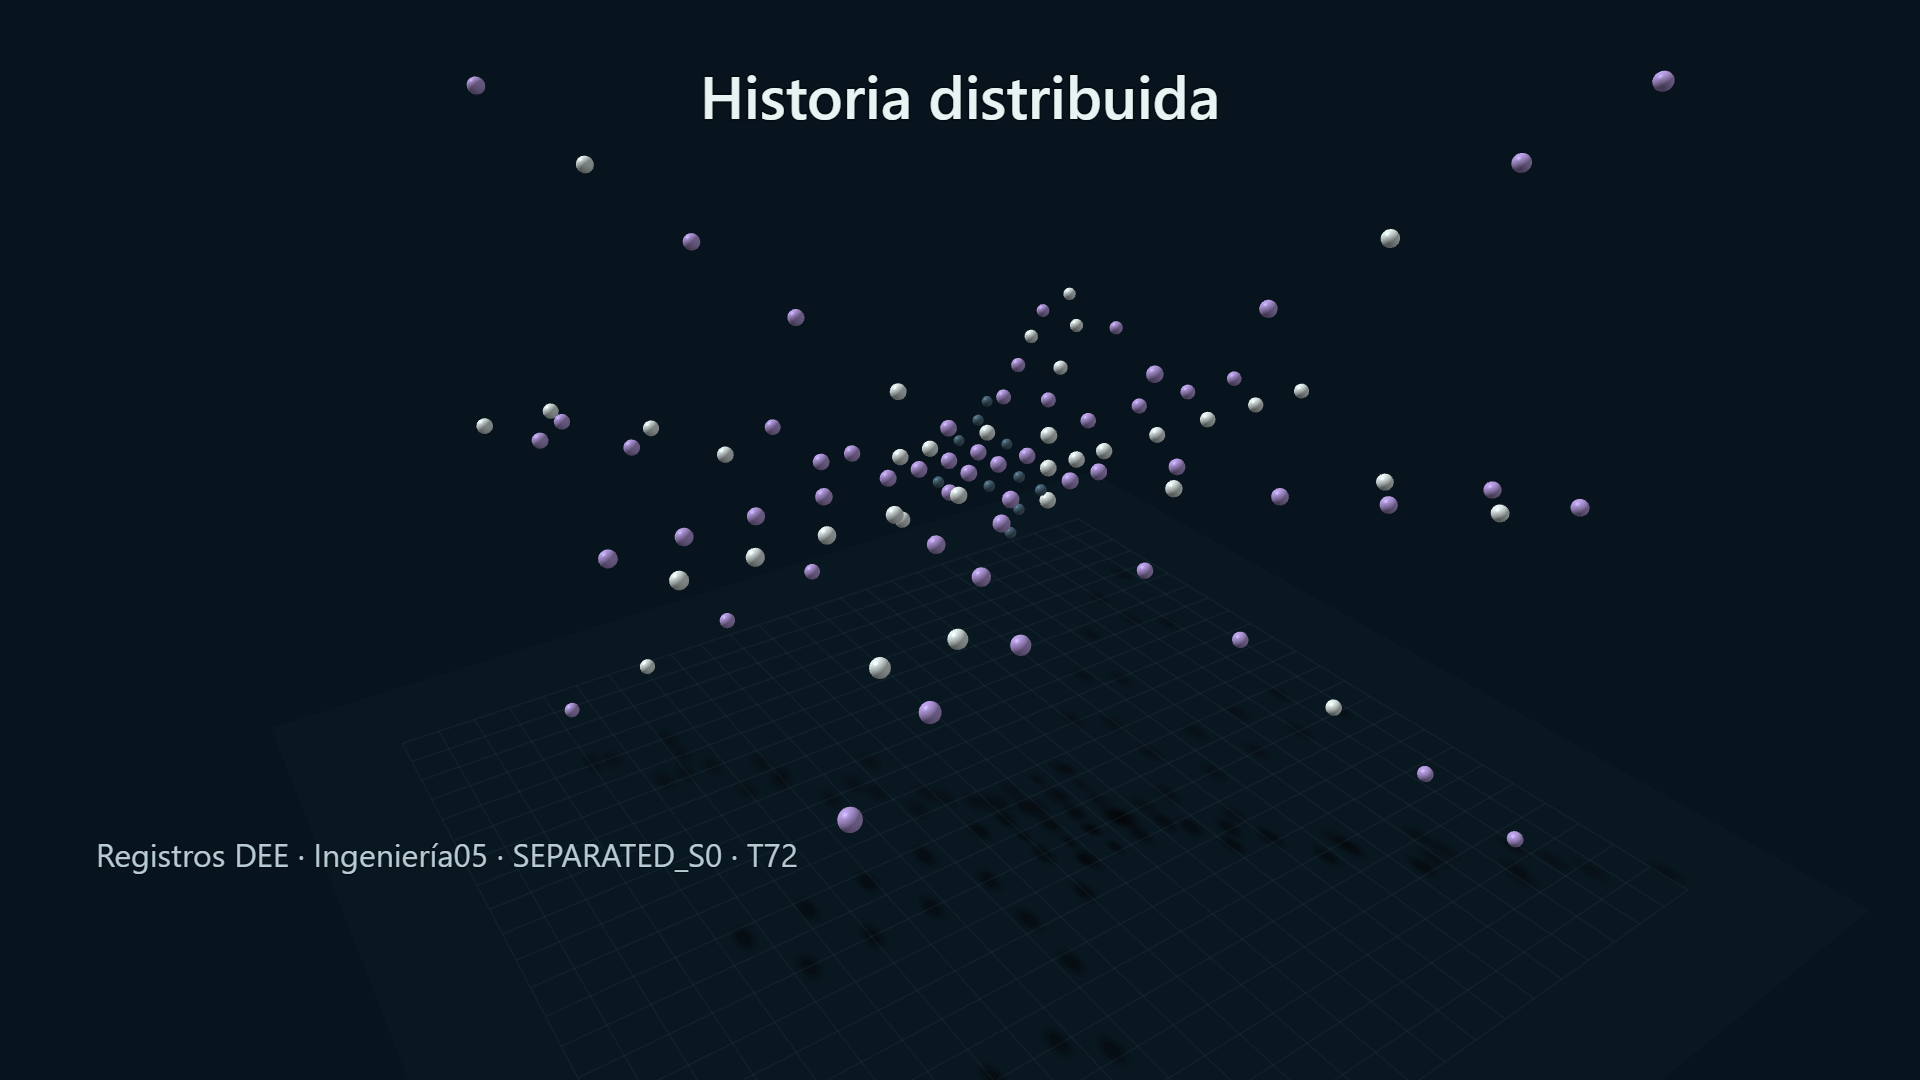 Historia distribuida
Registros DEE · Ingeniería05 · SEPARATED_S0 · T72